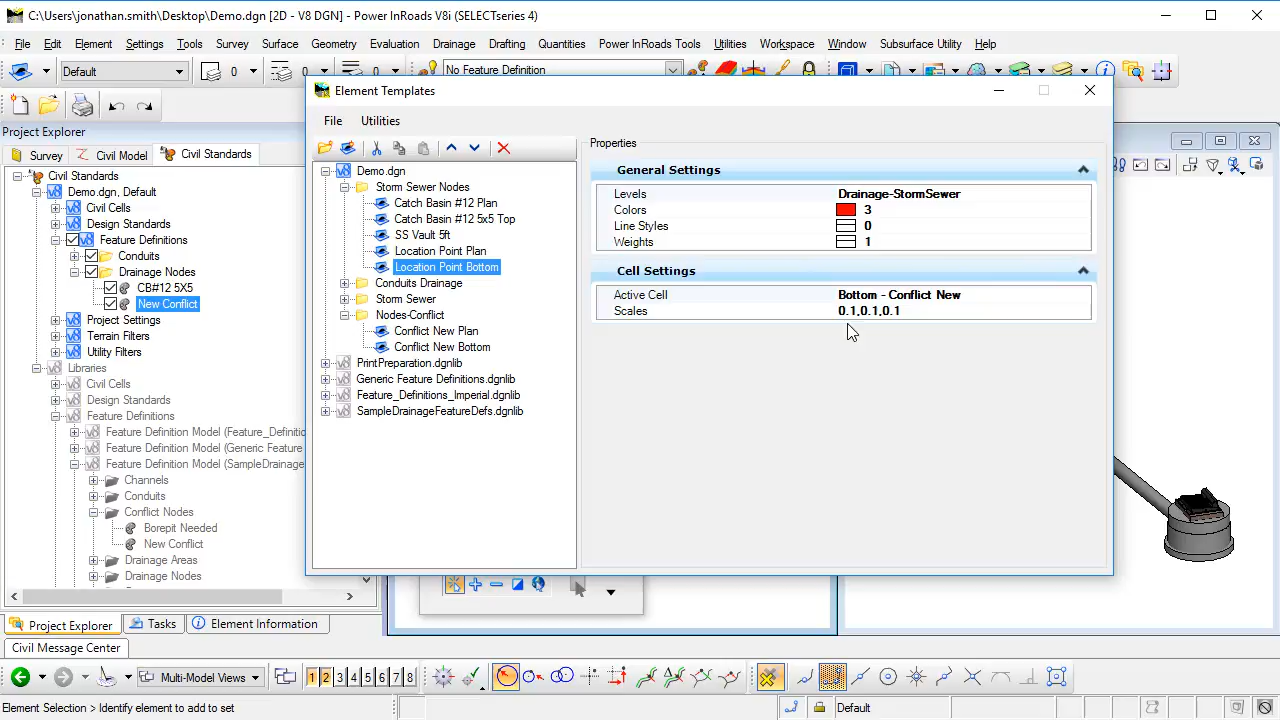 C:\Users\jonathan.smith\Desktop\Demo.dgn [2D - V8 DGN] - Power InRoads V8i (SELECTseries 4)
File Edit Element Settings Tools Survey Surface Geometry Evaluation Drainage Drafting Quantities Power InRoads Tools Utilities Workspace Window Subsurface Utility Help
Default 0 0 0 No Feature Definition
Project Explorer
Survey Civil Model Civil Standards
Civil Standards
Demo.dgn, Default
Civil Cells
Design Standards
Feature Definitions
Conduits
Drainage Nodes
CB#12 5X5
New Conflict
Project Settings
Terrain Filters
Utility Filters
Libraries
Civil Cells
Design Standards
Feature Definitions
Feature Definition Model (Feature_Definitio
Feature Definition Model (Generic Feature
Feature Definition Model (SampleDrainage
Channels
Conduits
Conflict Nodes
Borepit Needed
New Conflict
Drainage Areas
Drainage Nodes
Element Templates
File Utilities
Demo.dgn
Storm Sewer Nodes
Catch Basin #12 Plan
Catch Basin #12 5x5 Top
SS Vault 5ft
Location Point Plan
Location Point Bottom
Conduits Drainage
Storm Sewer
Nodes-Conflict
Conflict New Plan
Conflict New Bottom
PrintPreparation.dgnlib
Generic Feature Definitions.dgnlib
Feature_Definitions_Imperial.dgnlib
SampleDrainageFeatureDefs.dgnlib
Properties
General Settings
Levels Drainage-StormSewer
Colors 3
Line Styles 0
Weights 1
Cell Settings
Active Cell Bottom - Conflict New
Scales 0.1,0.1,0.1
Project Explorer Tasks Element Information
Civil Message Center
Multi-Model Views 1 2 3 4 5 6 7 8
Element Selection > Identify element to add to set Default